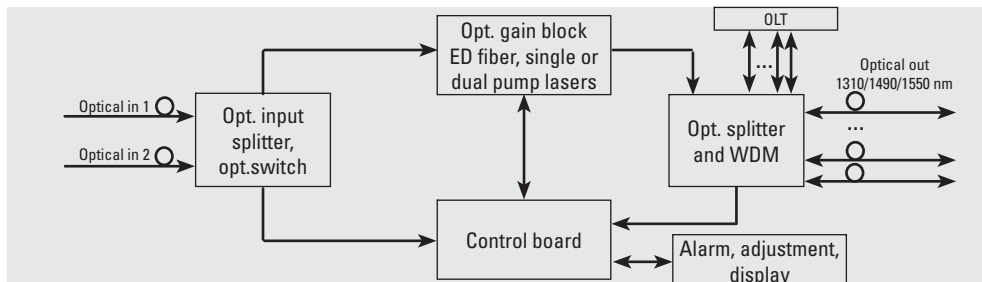 OLT
Opt. gain block
ED fiber, single or
dual pump lasers
Optical out
1310/1490/1550 nm
...
Optical in 1
Opt. input
splitter,
opt.switch
Opt. splitter
and WDM
...
Optical in 2
Control board
Alarm, adjustment,
display